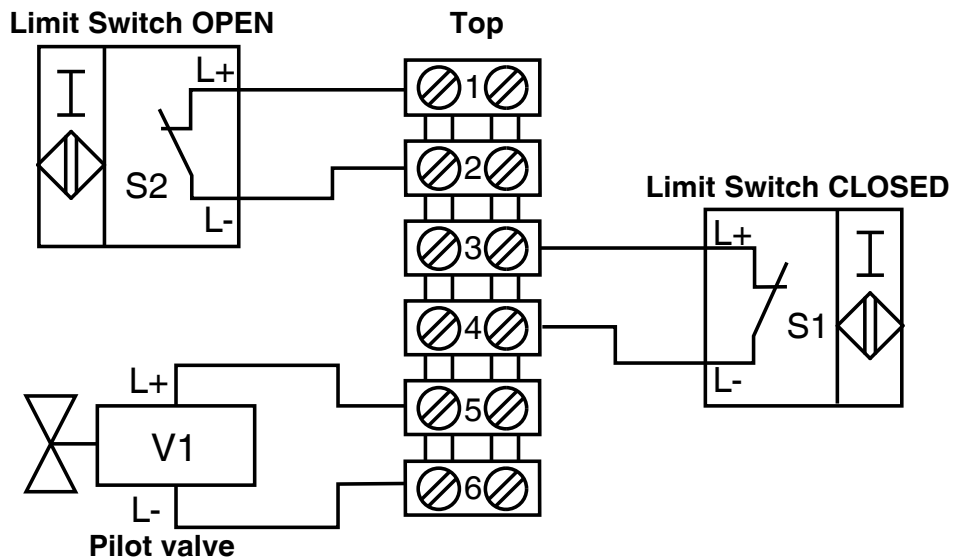 Limit Switch OPEN
Top
L+
1
S2
2
L-
Limit Switch CLOSED
3
L+
4
S1
L-
L+
5
V1
6
L-
Pilot valve